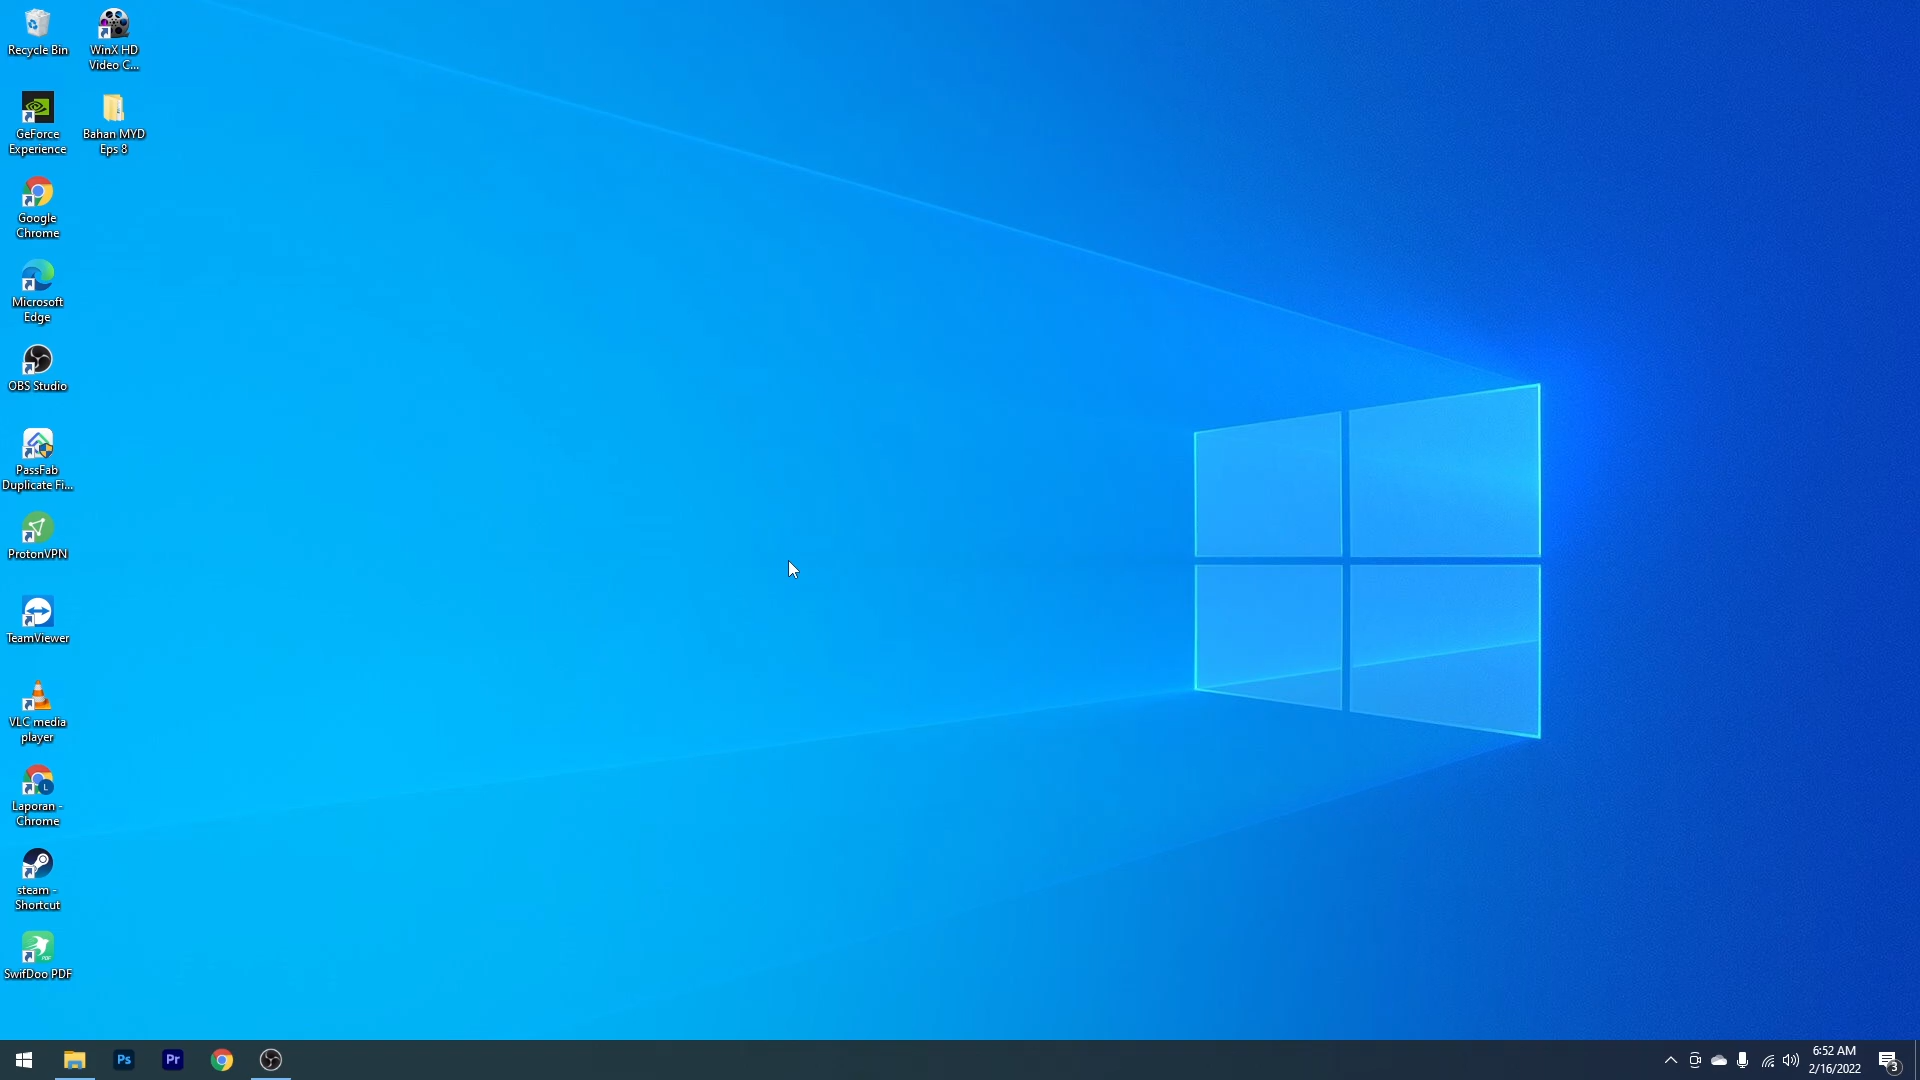 Recycle Bin
WinX HD
Video C...
GeForce
Experience
Bahan MYD
Eps 8
Google
Chrome
Microsoft
Edge
OBS Studio
PassFab
Duplicate Fi...
ProtonVPN
TeamViewer
VLC media
player
L
Laporan -
Chrome
steam -
Shortcut
PDF
SwifDoo PDF
Ps
Pr
6:52 AM
2/16/2022
3